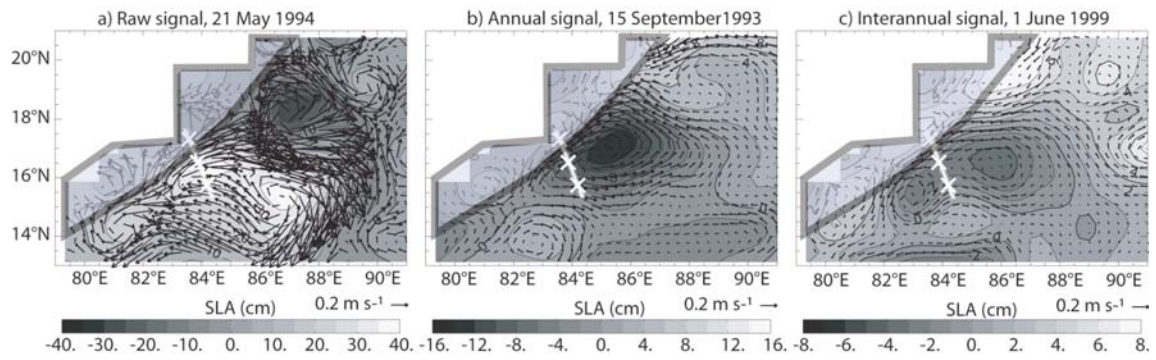 a) Raw signal, 21 May 1994
b) Annual signal, 15 September1993
c) Interannual signal, 1 June 1999
20°N
18°N
16°N
14°N
80°E 82°E 84°E 86°E 88°E 90°E
80°E 82°E 84°E 86°E 88°E 90°E
80°E 82°E 84°E 86°E 88°E 90°E
SLA (cm) 0.2 m s⁻¹
SLA (cm) 0.2 m s⁻¹
SLA (cm) 0.2 m s⁻¹
-40. -30. -20. -10. 0. 10. 20. 30. 40.
-16. -12. -8. -4. 0. 4. 8. 12. 16.
-8. -6. -4. -2. 0. 2. 4. 6. 8.